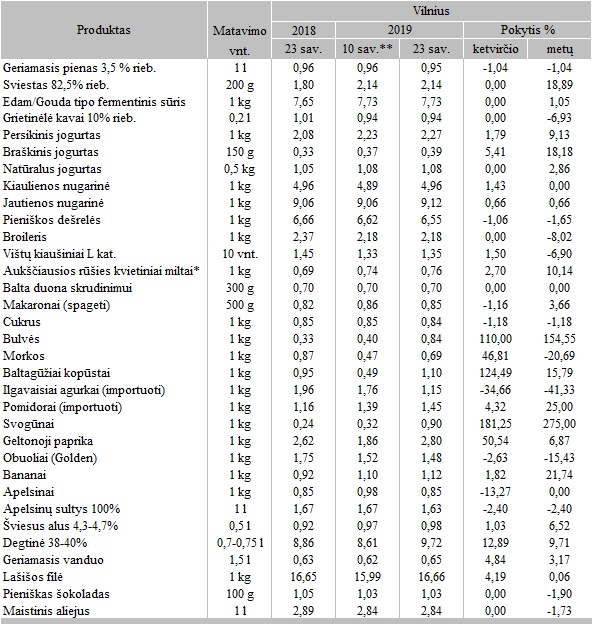 Produktas Matavimo vnt. Vilnius
2018 2019 Pokytis %
23 sav. 10 sav.** 23 sav. ketvirčio metų
Geriamasis pienas 3,5 % rieb. 1 l 0,96 0,96 0,95 -1,04 -1,04
Sviestas 82,5% rieb. 200 g 1,80 2,14 2,14 0,00 18,89
Edam/Gouda tipo fermentinis sūris 1 kg 7,65 7,73 7,73 0,00 1,05
Grietinėlė kavai 10% rieb. 0,2 l 1,01 0,94 0,94 0,00 -6,93
Persikinis jogurtas 1 kg 2,08 2,23 2,27 1,79 9,13
Braškinis jogurtas 150 g 0,33 0,37 0,39 5,41 18,18
Natūralus jogurtas 0,5 kg 1,05 1,08 1,08 0,00 2,86
Kiaulienos nugarinė 1 kg 4,96 4,89 4,96 1,43 0,00
Jautienos nugarinė 1 kg 9,06 9,06 9,12 0,66 0,66
Pieniškos dešrelės 1 kg 6,66 6,62 6,55 -1,06 -1,65
Broileris 1 kg 2,37 2,18 2,18 0,00 -8,02
Vištų kiaušiniai L kat. 10 vnt. 1,45 1,33 1,35 1,50 -6,90
Aukščiausios rūšies kvietiniai miltai* 1 kg 0,69 0,74 0,76 2,70 10,14
Balta duona skrudinimui 300 g 0,70 0,70 0,70 0,00 0,00
Makaronai (spageti) 500 g 0,82 0,86 0,85 -1,16 3,66
Cukrus 1 kg 0,85 0,85 0,84 -1,18 -1,18
Bulvės 1 kg 0,33 0,40 0,84 110,00 154,55
Morkos 1 kg 0,87 0,47 0,69 46,81 -20,69
Baltagūžiai kopūstai 1 kg 0,95 0,49 1,10 124,49 15,79
Ilgavaisiai agurkai (importuoti) 1 kg 1,96 1,76 1,15 -34,66 -41,33
Pomidorai (importuoti) 1 kg 1,16 1,39 1,45 4,32 25,00
Svogūnai 1 kg 0,24 0,32 0,90 181,25 275,00
Geltonoji paprika 1 kg 2,62 1,86 2,80 50,54 6,87
Obuoliai (Golden) 1 kg 1,75 1,52 1,48 -2,63 -15,43
Bananai 1 kg 0,92 1,10 1,12 1,82 21,74
Apelsinai 1 kg 0,85 0,98 0,85 -13,27 0,00
Apelsinų sultys 100% 1 l 1,67 1,67 1,63 -2,40 -2,40
Šviesus alus 4,3-4,7% 0,5 l 0,92 0,97 0,98 1,03 6,52
Degtinė 38-40% 0,7-0,75 l 8,86 8,61 9,72 12,89 9,71
Geriamas vanduo 1,5 l 0,63 0,62 0,65 4,84 3,17
Lašišos filė 1 kg 16,65 15,99 16,66 4,19 0,06
Pieniškas šokoladas 100 g 1,05 1,03 1,03 0,00 -1,90
Maistinis aliejus 1 l 2,89 2,84 2,84 0,00 -1,73